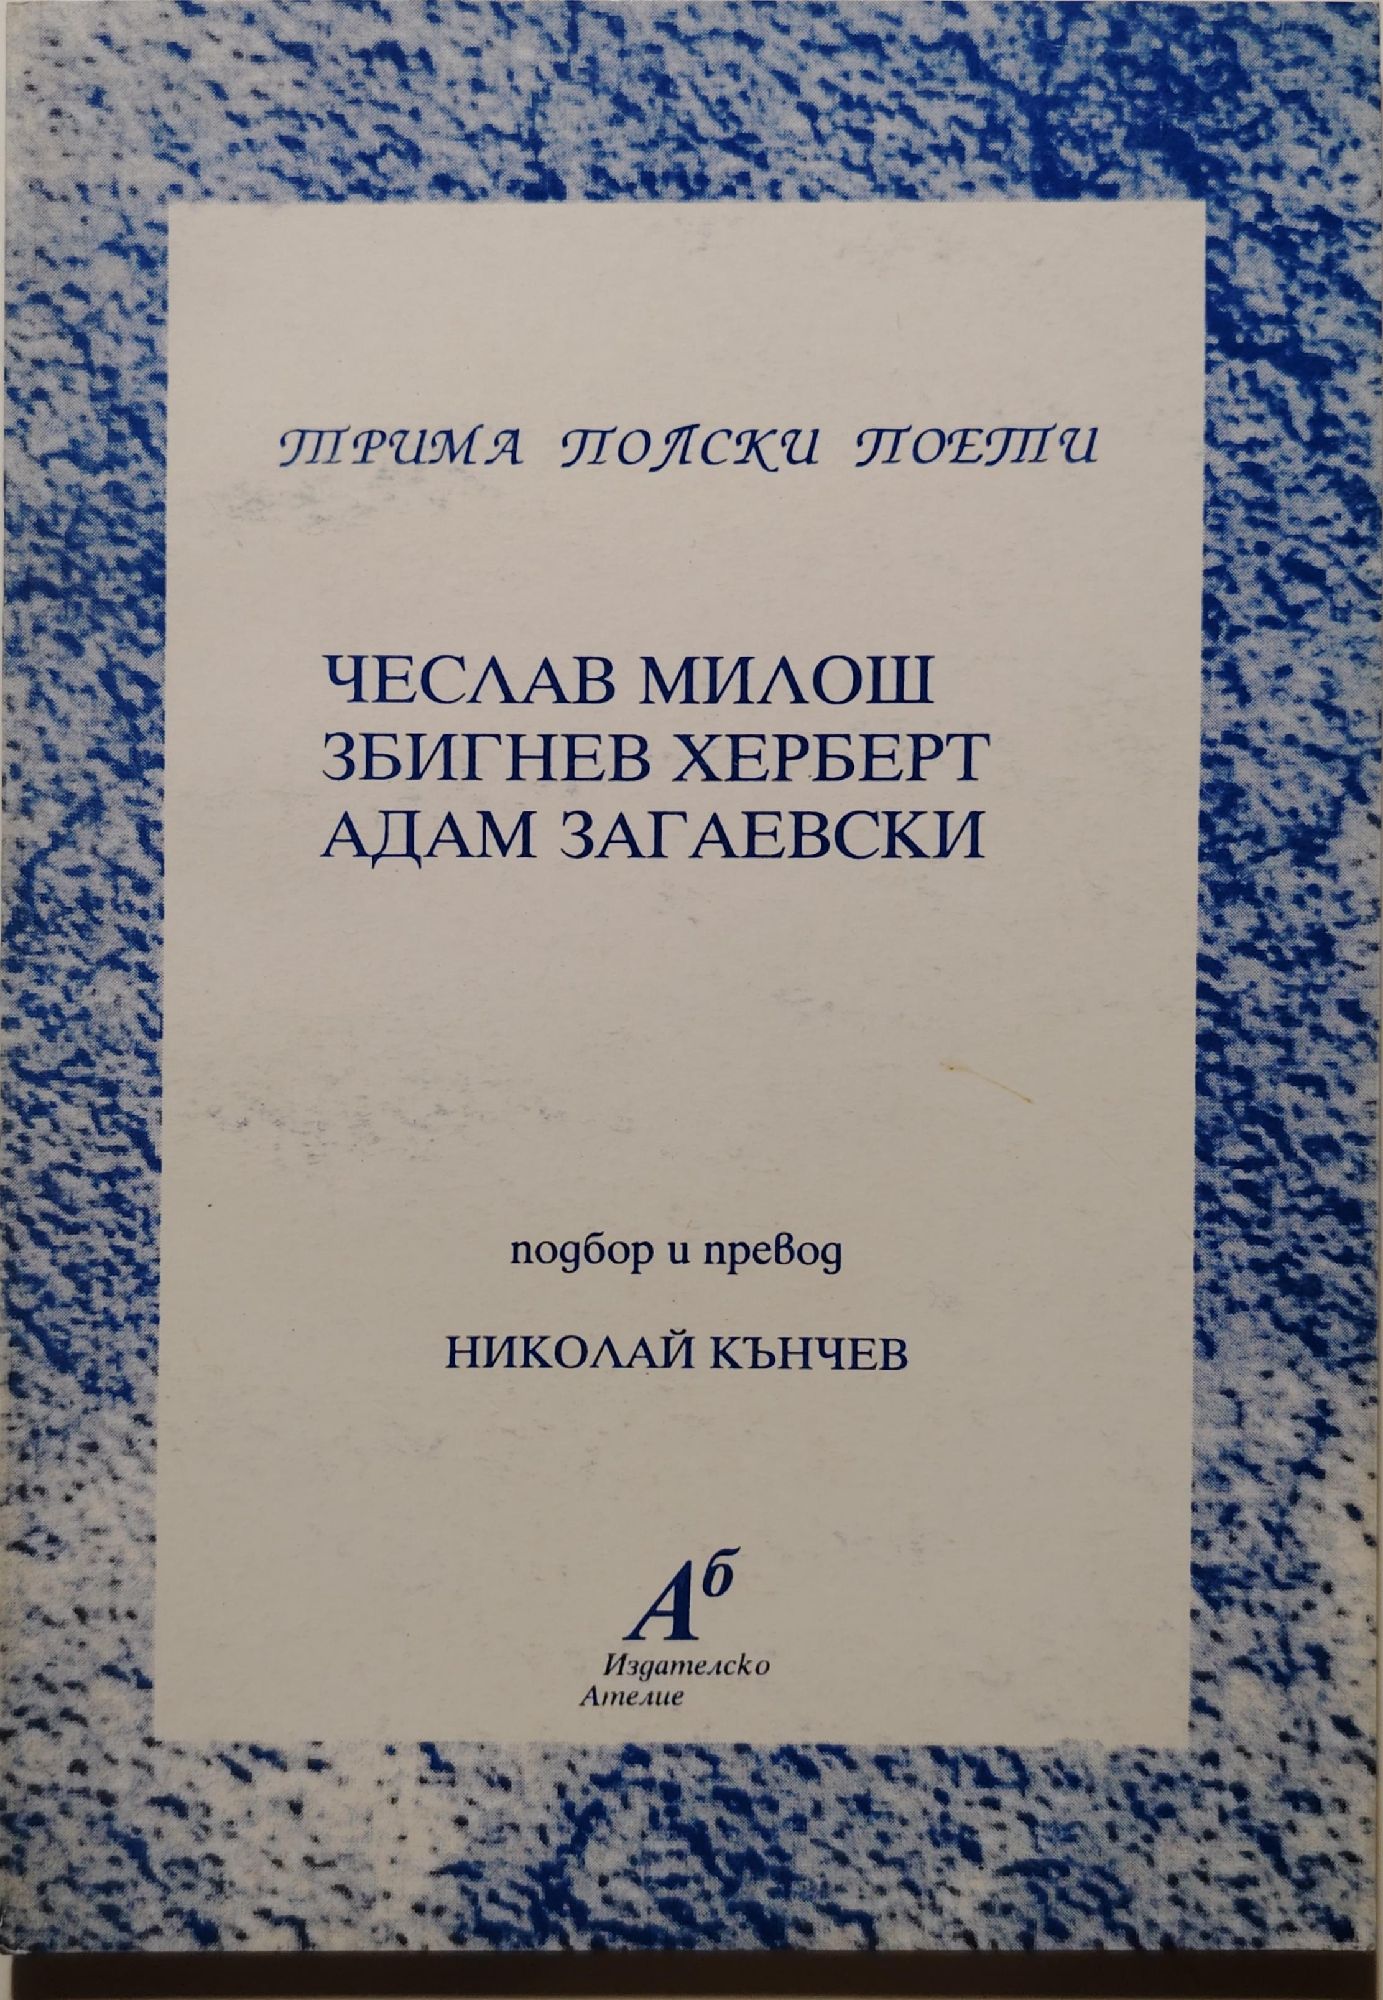 ТРИМА ПОЛСКИ ПОЕТИ
ЧЕСЛАВ МИЛОШ
ЗБИГНЕВ ХЕРБЕРТ
АДАМ ЗАГАЕВСКИ
подбор и превод
НИКОЛАЙ КЪНЧЕВ
Аб
Издателско
Ателие